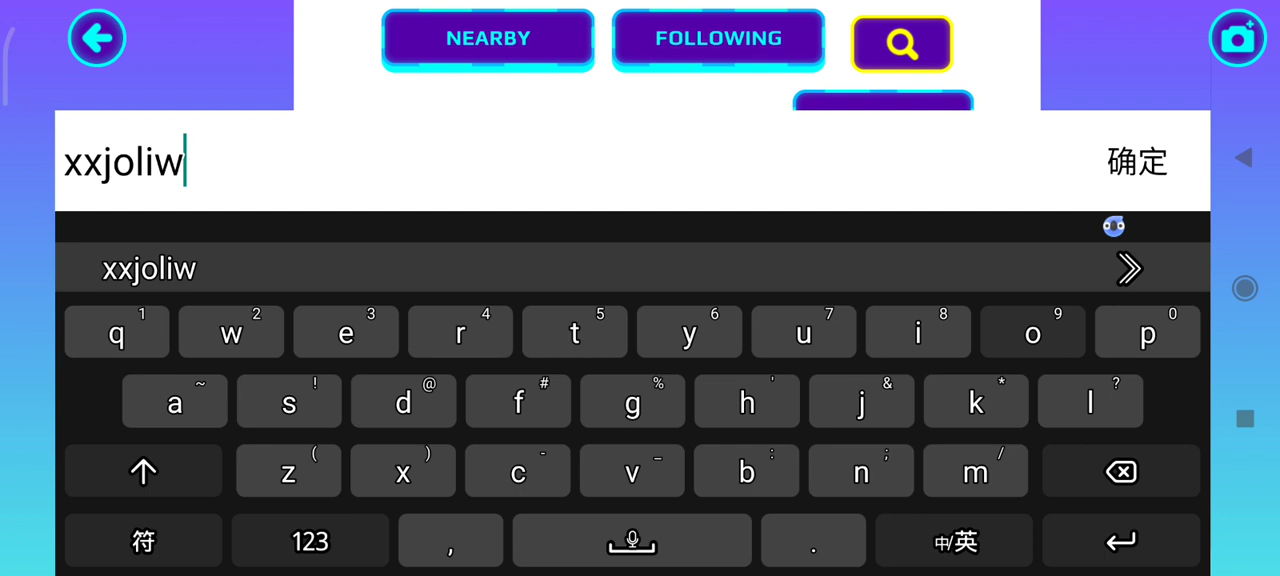 NEARBY FOLLOWING
xxjoliw 确定
xxjoliw
1 2 3 4 5 6 7 8 9 0
q w e r t y u i o p
~ ! @ # % ' & * ?
a s d f g h j k l
( ) - _ : ; /
z x c v b n m
符 123 , . 中/英